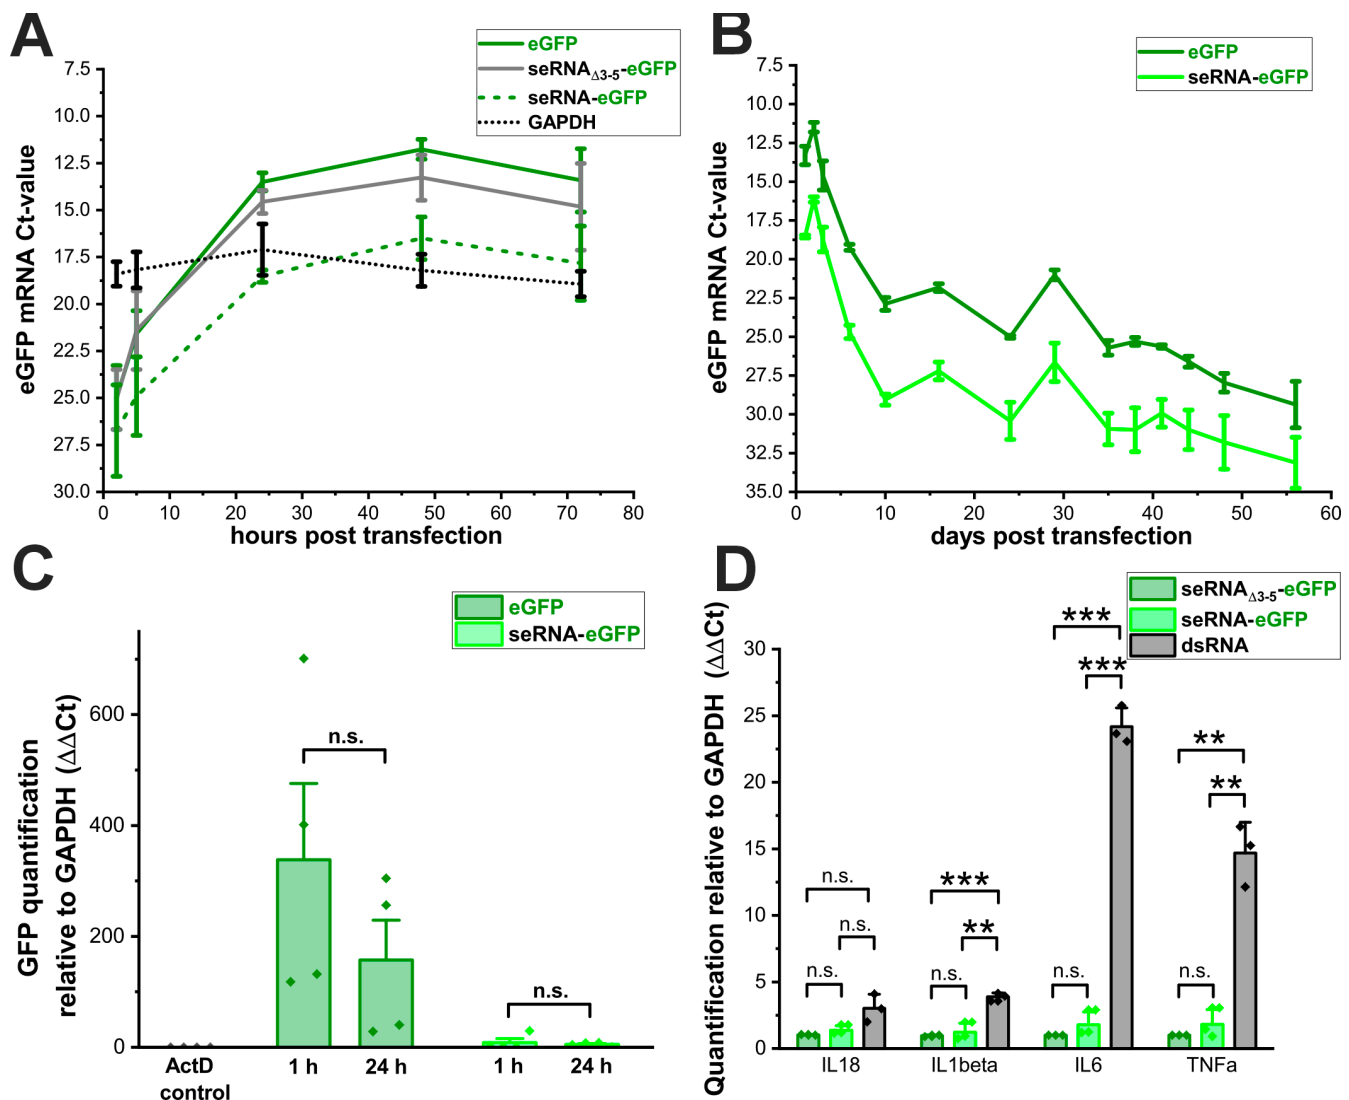 A
eGFP
seRNAΔ3-5-eGFP
seRNA-eGFP
GAPDH
eGFP mRNA Ct-value
7.5
10.0
12.5
15.0
17.5
20.0
22.5
25.0
27.5
30.0
0 10 20 30 40 50 60 70 80
hours post transfection
B
eGFP
seRNA-eGFP
eGFP mRNA Ct-value
7.5
10.0
12.5
15.0
17.5
20.0
22.5
25.0
27.5
30.0
32.5
35.0
0 10 20 30 40 50 60
days post transfection
C
eGFP
seRNA-eGFP
GFP quantification
relative to GAPDH (ΔΔCt)
600
400
200
0
n.s.
n.s.
ActD
control
1 h 24 h 1 h 24 h
D
seRNAΔ3-5-eGFP
seRNA-eGFP
dsRNA
Quantification relative to GAPDH (ΔΔCt)
30
25
20
15
10
5
0
n.s.
n.s.
n.s.
***
**
n.s.
***
***
n.s.
**
**
n.s.
IL18 IL1beta IL6 TNFa